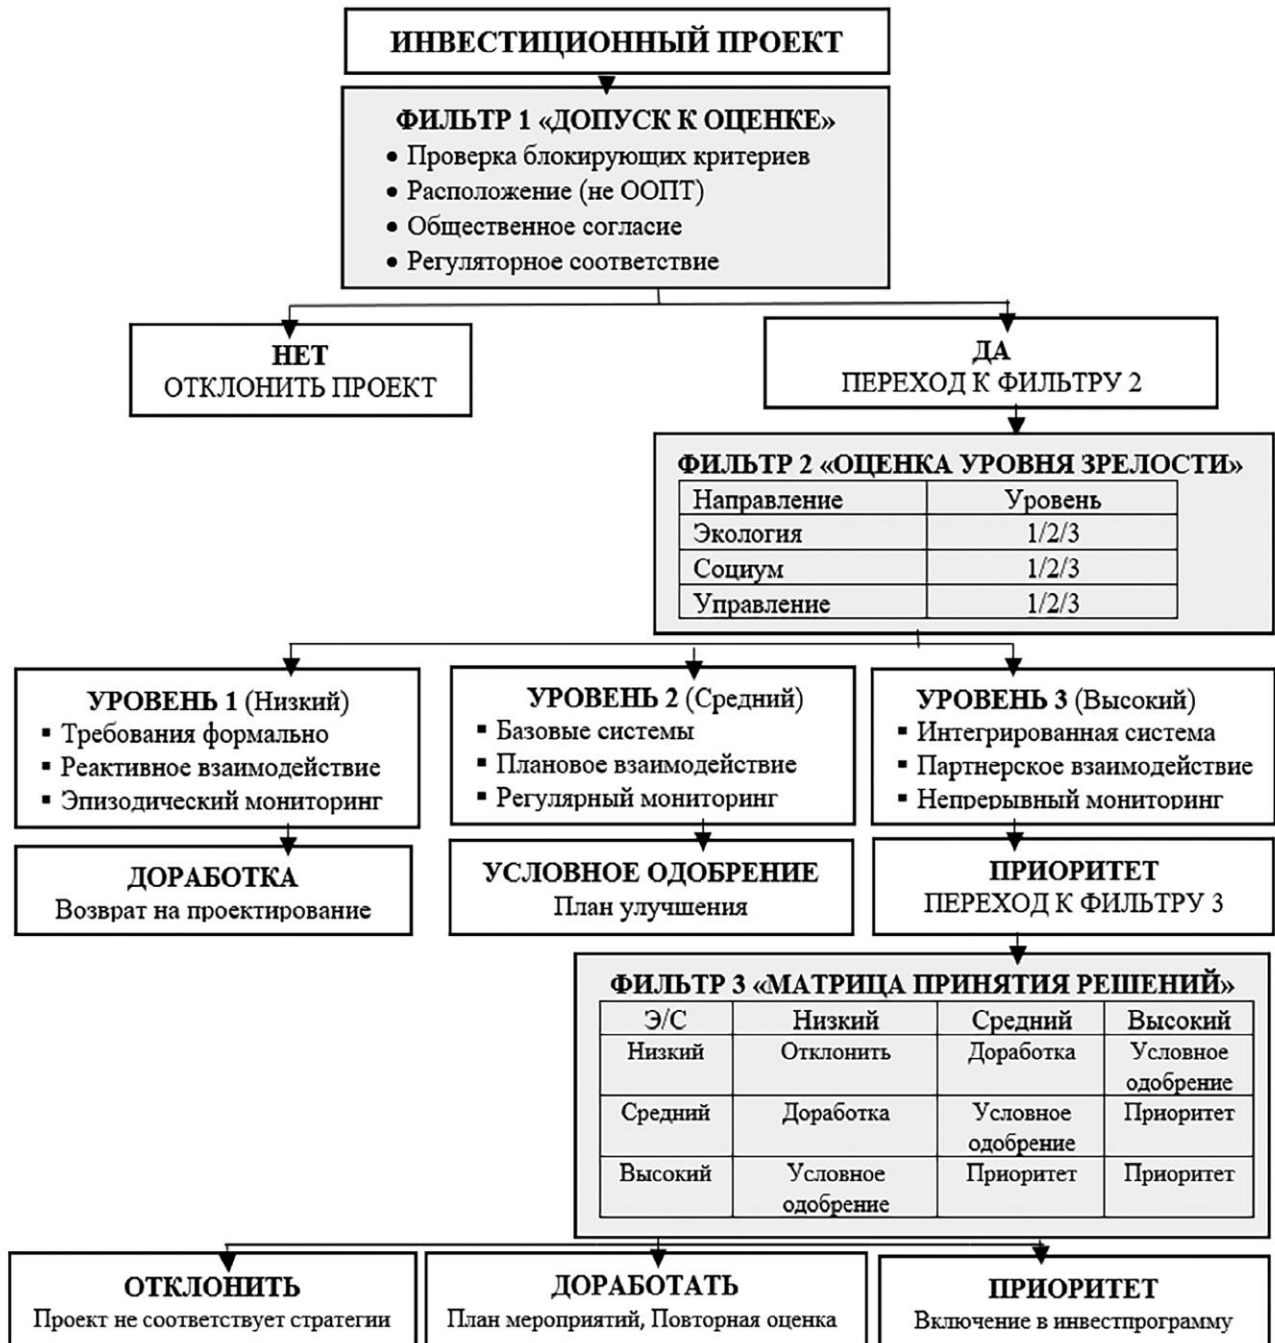 ИНВЕСТИЦИОННЫЙ ПРОЕКТ
ФИЛЬТР 1 «ДОПУСК К ОЦЕНКЕ»
• Проверка блокирующих критериев
• Расположение (не ООПТ)
• Общественное согласие
• Регуляторное соответствие
НЕТ
ОТКЛОНИТЬ ПРОЕКТ
ДА
ПЕРЕХОД К ФИЛЬТРУ 2
ФИЛЬТР 2 «ОЦЕНКА УРОВНЯ ЗРЕЛОСТИ»
Направление Уровень
Экология 1/2/3
Социум 1/2/3
Управление 1/2/3
УРОВЕНЬ 1 (Низкий)
▪ Требования формально
▪ Реактивное взаимодействие
▪ Эпизодический мониторинг
УРОВЕНЬ 2 (Средний)
▪ Базовые системы
▪ Плановое взаимодействие
▪ Регулярный мониторинг
УРОВЕНЬ 3 (Высокий)
▪ Интегрированная система
▪ Партнерское взаимодействие
▪ Непрерывный мониторинг
ДОРАБОТКА
Возврат на проектирование
УСЛОВНОЕ ОДОБРЕНИЕ
План улучшения
ПРИОРИТЕТ
ПЕРЕХОД К ФИЛЬТРУ 3
ФИЛЬТР 3 «МАТРИЦА ПРИНЯТИЯ РЕШЕНИЙ»
Э/С Низкий Средний Высокий
Низкий Отклонить Доработка Условное
одобрение
Средний Доработка Условное Приоритет
одобрение
Высокий Условное Приоритет Приоритет
одобрение
ОТКЛОНИТЬ
Проект не соответствует стратегии
ДОРАБОТАТЬ
План мероприятий, Повторная оценка
ПРИОРИТЕТ
Включение в инвестпрограмму